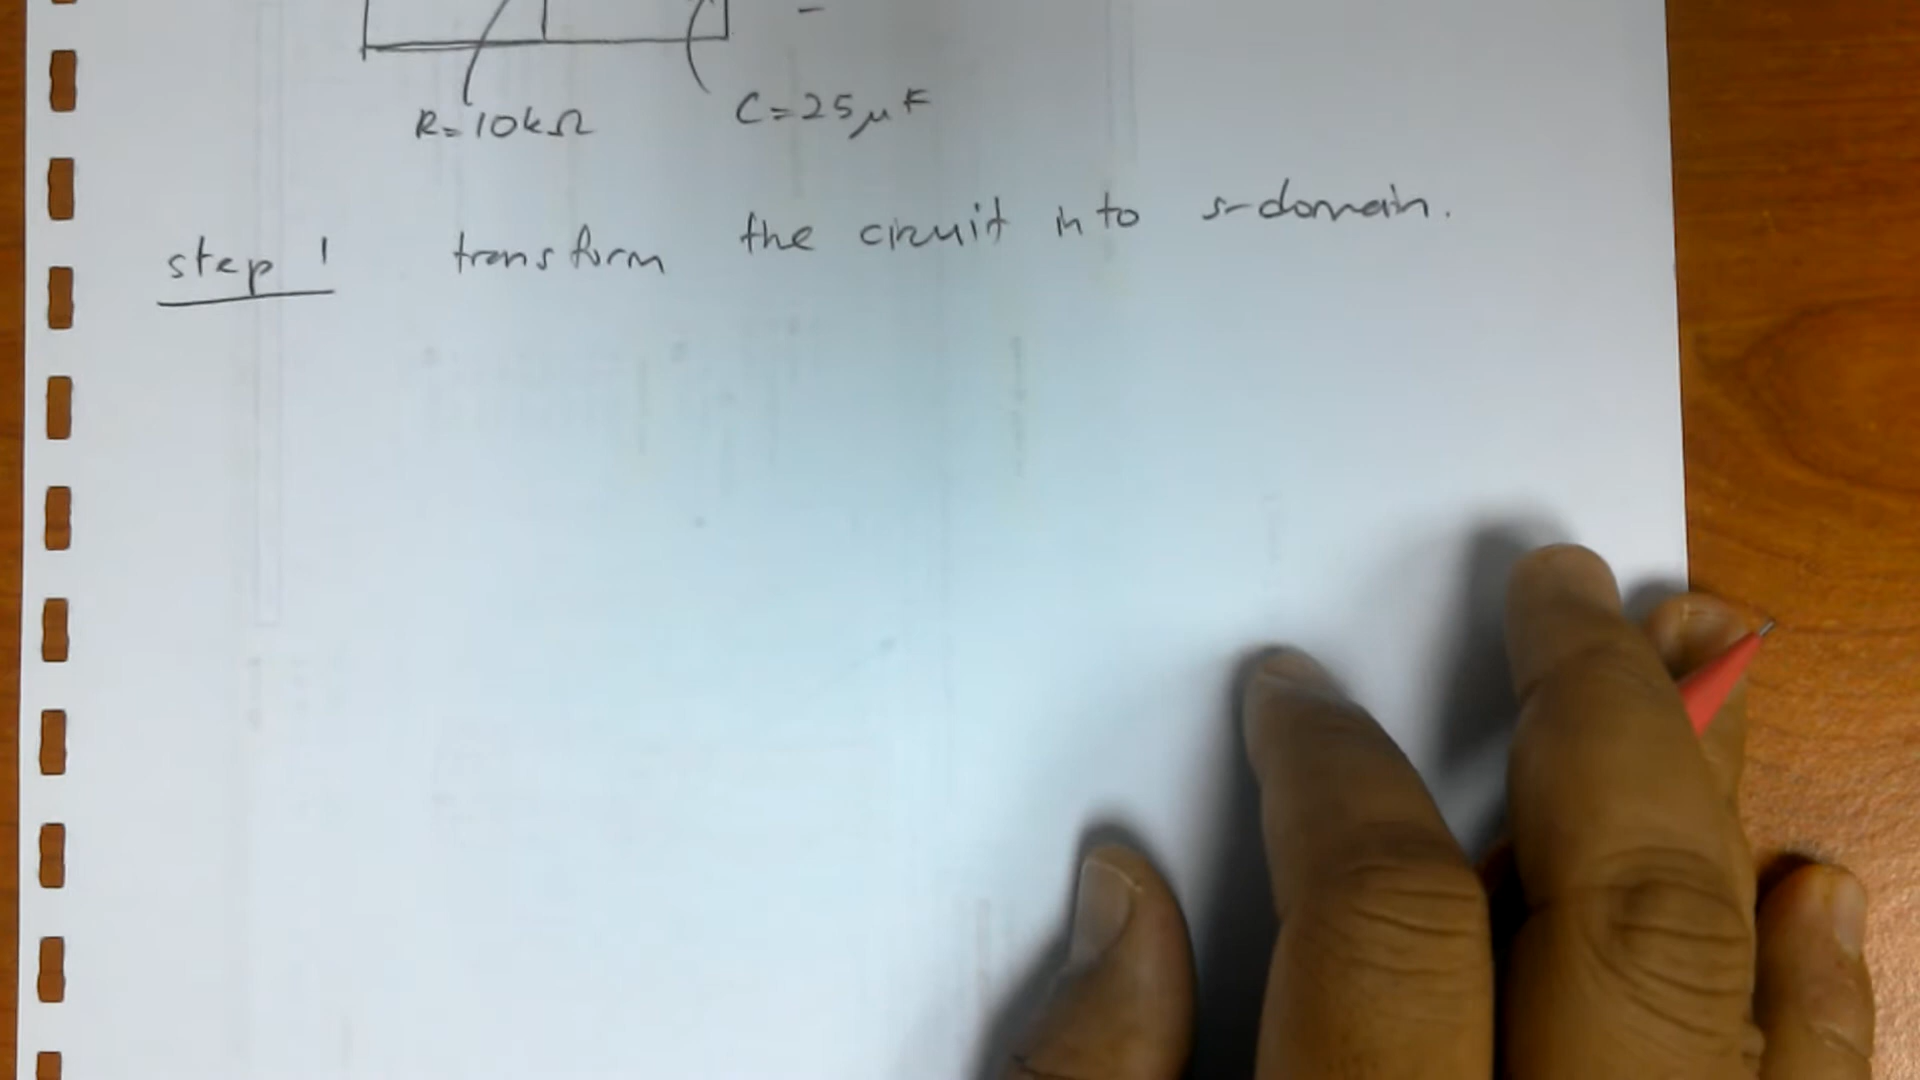 R=10kΩ C=25μF
step 1 transform the circuit into s-domain.